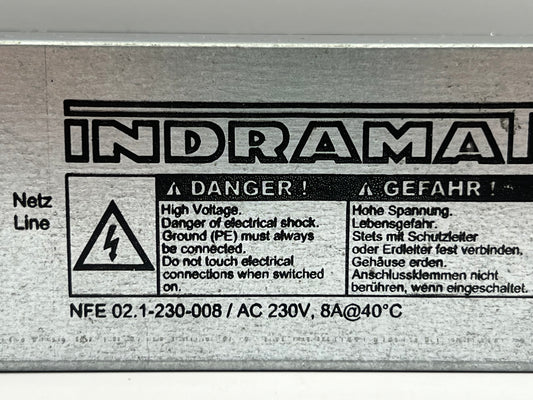 INDRAMA
Netz
Line
DANGER !
High Voltage.
Danger of electrical shock.
Ground (PE) must always
be connected.
Do not touch electrical
connections when switched
on.
GEFAHR !
Hohe Spannung.
Lebensgefahr.
Stets mit Schutzleiter
oder Erdleiter fest verbinden,
Gehäuse erden.
Anschlussklemmen nicht
berühren, wenn eingeschaltet.
NFE 02.1-230-008 / AC 230V, 8A@40°C